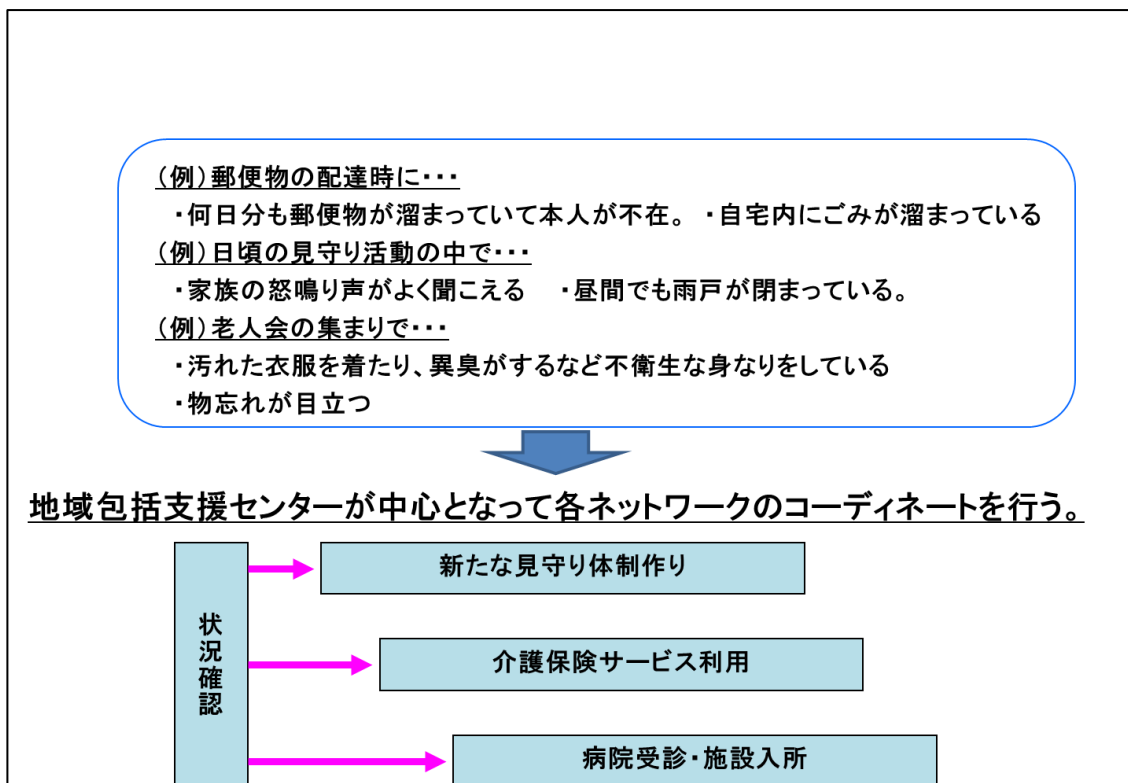 （例）郵便物の配達時に・・・
・何日分も郵便物が溜まっていて本人が不在。 ・自宅内にごみが溜まっている
（例）日頃の見守り活動の中で・・・
・家族の怒鳴り声がよく聞こえる ・昼間でも雨戸が閉まっている。
（例）老人会の集まりで・・・
・汚れた衣服を着たり、異臭がするなど不衛生な身なりをしている
・物忘れが目立つ
地域包括支援センターが中心となって各ネットワークのコーディネートを行う。
状況確認
新たな見守り体制作り
介護保険サービス利用
病院受診・施設入所